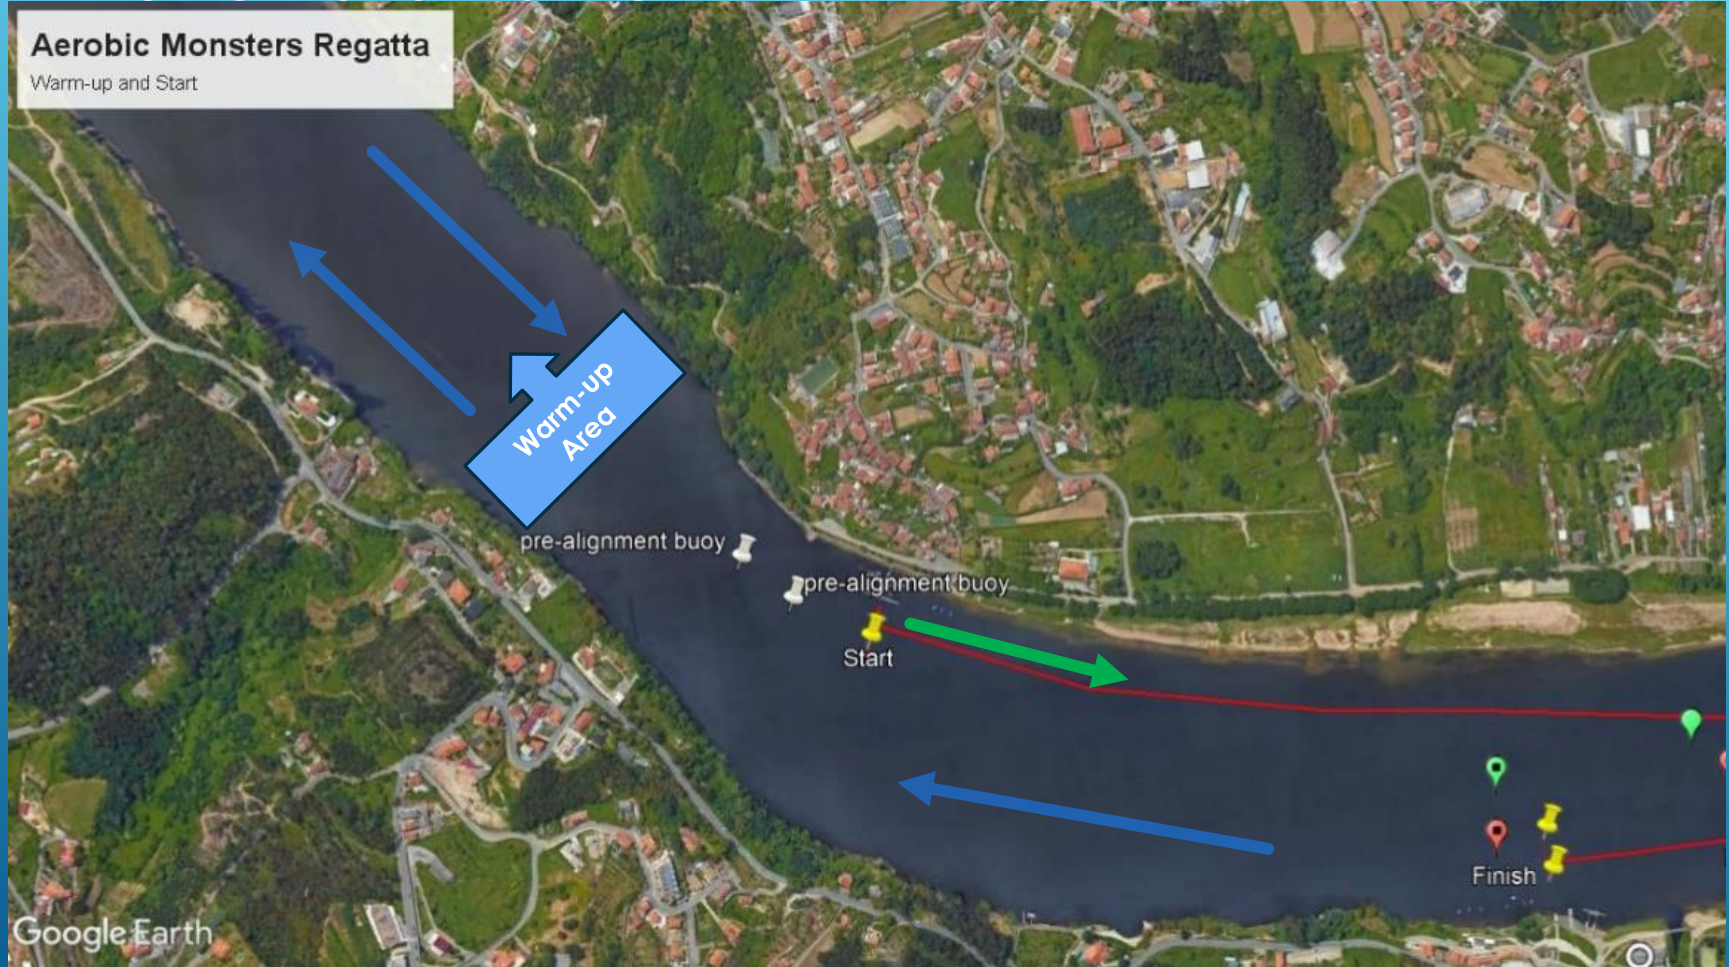 Aerobic Monsters Regatta
Warm-up and Start
Warm-up
Area
pre-alignment buoy
pre-alignment buoy
Start
Finish
Google Earth